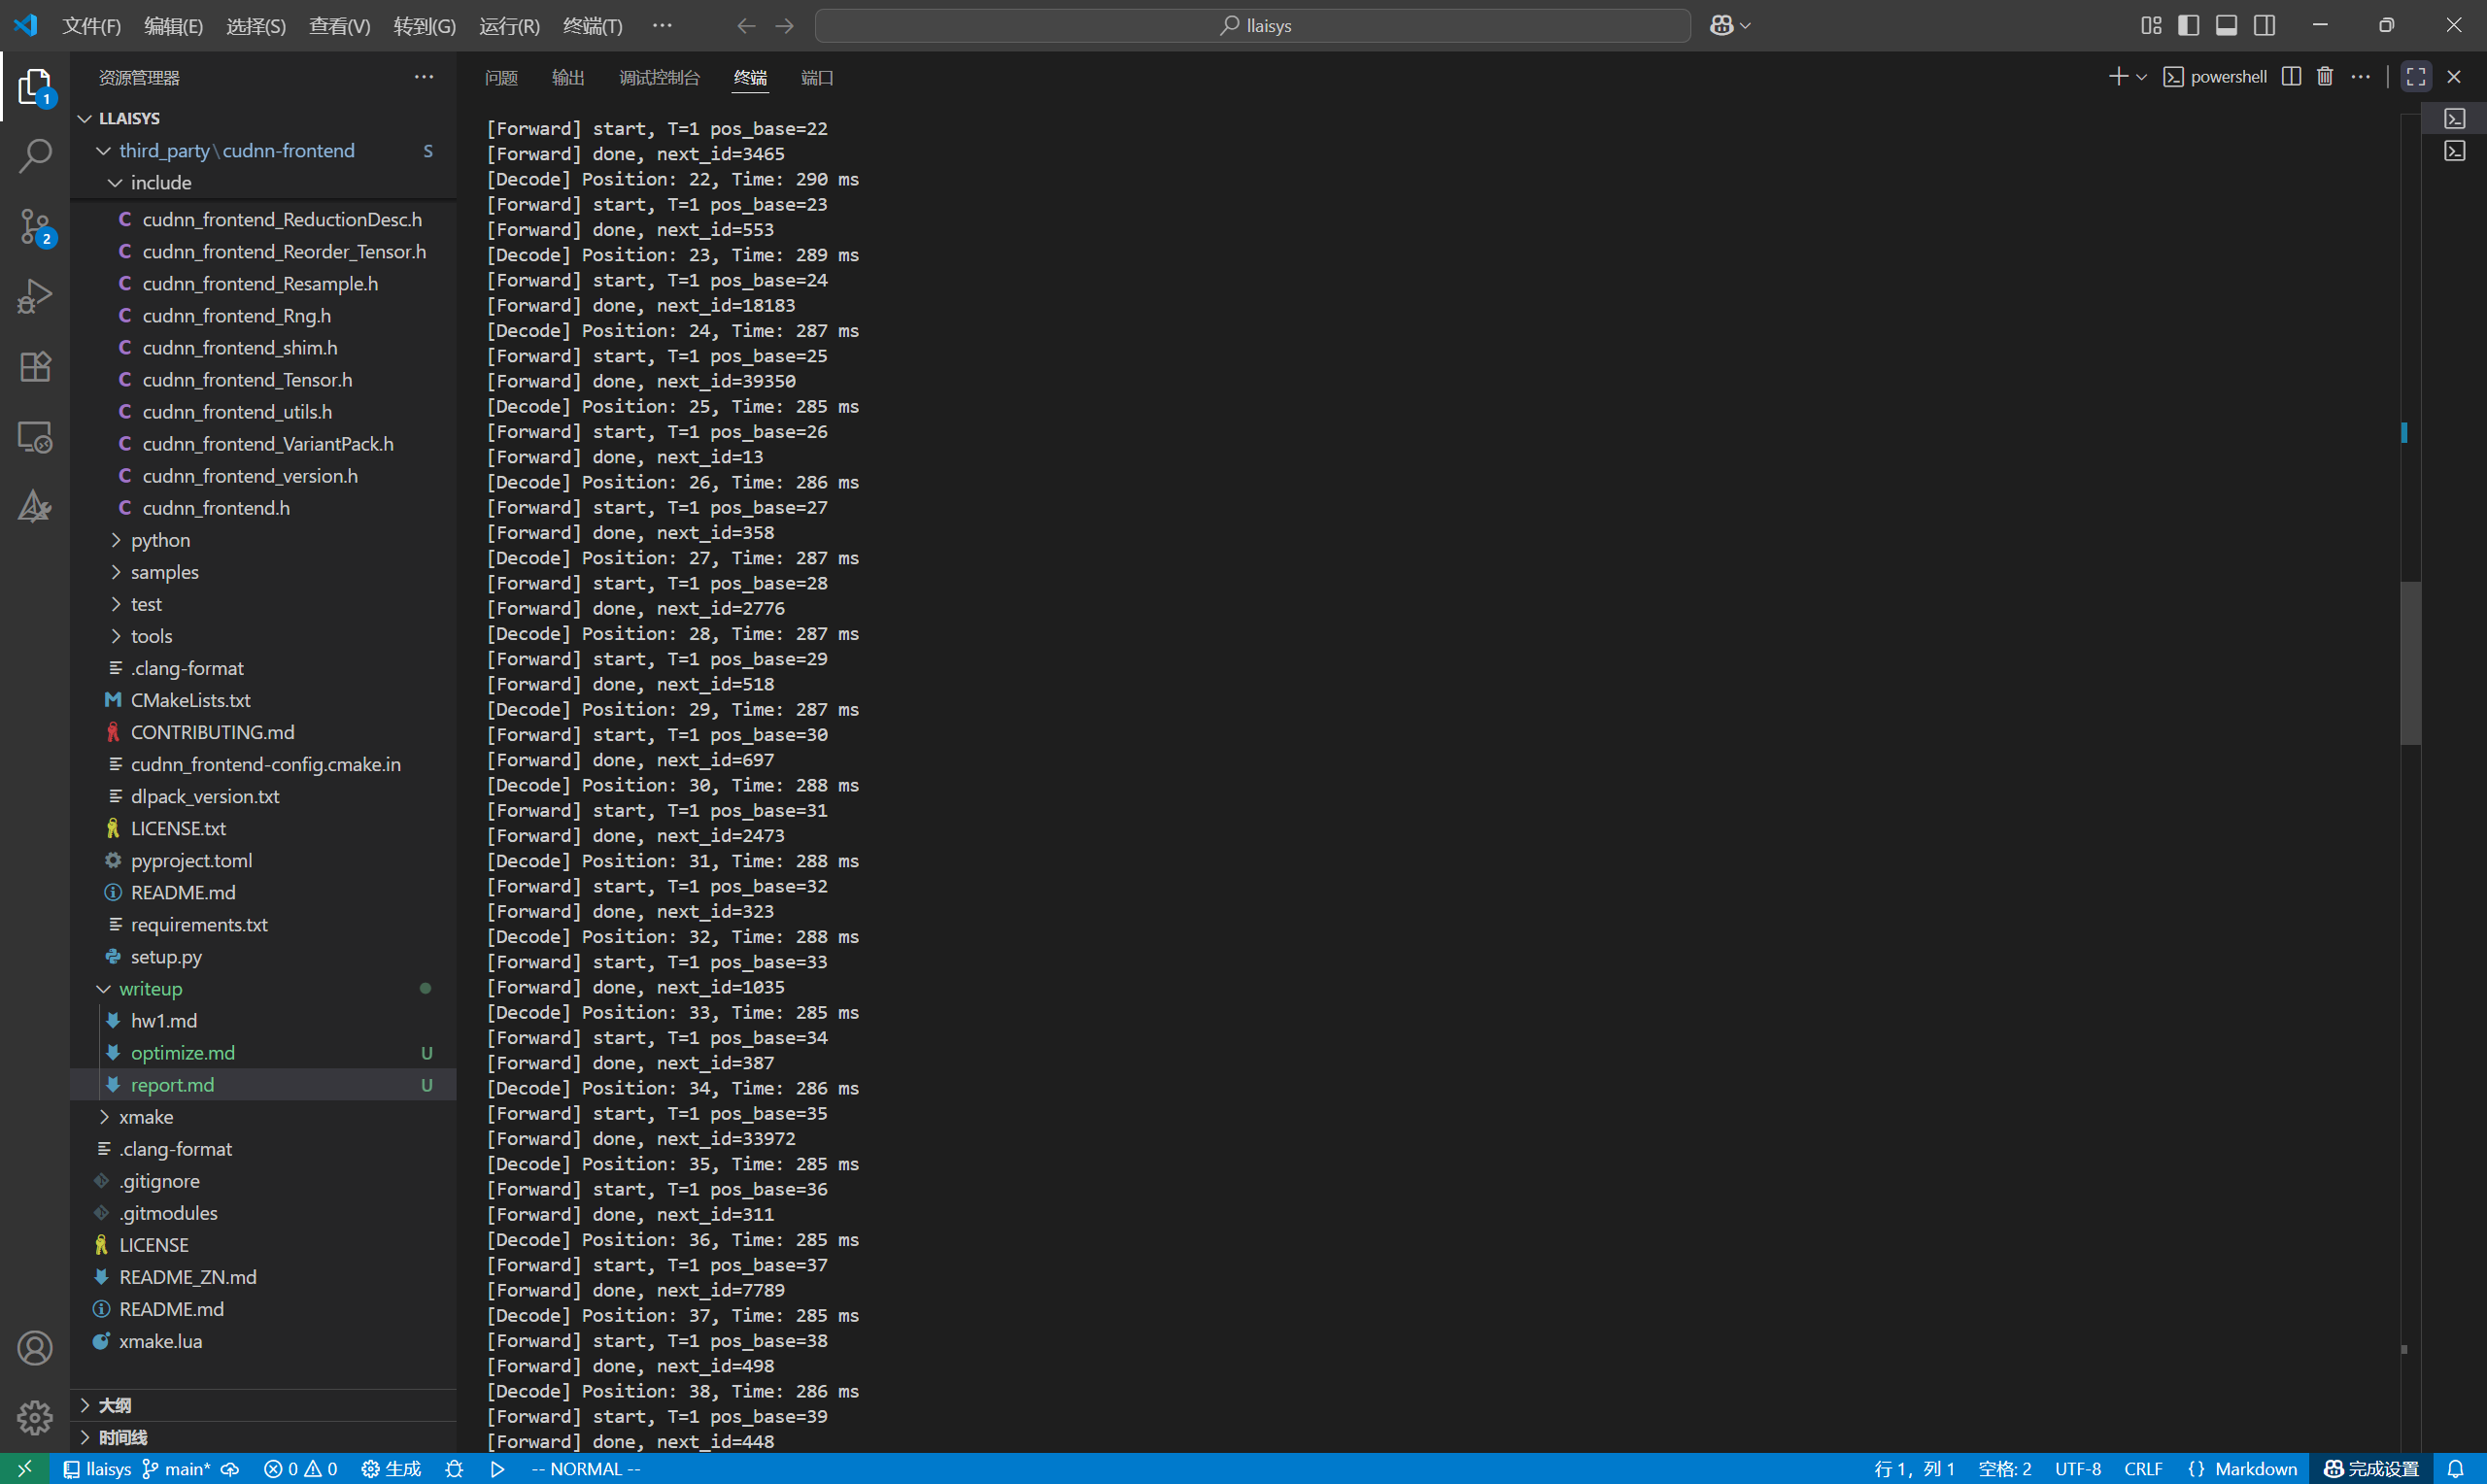 文件(F) 编辑(E) 选择(S) 查看(V) 转到(G) 运行(R) 终端(T) ··· llaisys
资源管理器 ···
1
2
LLAISYS
third_party\cudnn-frontend S
include
C cudnn_frontend_ReductionDesc.h
C cudnn_frontend_Reorder_Tensor.h
C cudnn_frontend_Resample.h
C cudnn_frontend_Rng.h
C cudnn_frontend_shim.h
C cudnn_frontend_Tensor.h
C cudnn_frontend_utils.h
C cudnn_frontend_VariantPack.h
C cudnn_frontend_version.h
C cudnn_frontend.h
python
samples
test
tools
.clang-format
CMakeLists.txt
CONTRIBUTING.md
cudnn_frontend-config.cmake.in
dlpack_version.txt
LICENSE.txt
pyproject.toml
README.md
requirements.txt
setup.py
writeup
hw1.md
optimize.md U
report.md U
xmake
.clang-format
.gitignore
.gitmodules
LICENSE
README_ZN.md
README.md
xmake.lua
大纲
时间线
问题 输出 调试控制台 终端 端口 powershell ···
[Forward] start, T=1 pos_base=22
[Forward] done, next_id=3465
[Decode] Position: 22, Time: 290 ms
[Forward] start, T=1 pos_base=23
[Forward] done, next_id=553
[Decode] Position: 23, Time: 289 ms
[Forward] start, T=1 pos_base=24
[Forward] done, next_id=18183
[Decode] Position: 24, Time: 287 ms
[Forward] start, T=1 pos_base=25
[Forward] done, next_id=39350
[Decode] Position: 25, Time: 285 ms
[Forward] start, T=1 pos_base=26
[Forward] done, next_id=13
[Decode] Position: 26, Time: 286 ms
[Forward] start, T=1 pos_base=27
[Forward] done, next_id=358
[Decode] Position: 27, Time: 287 ms
[Forward] start, T=1 pos_base=28
[Forward] done, next_id=2776
[Decode] Position: 28, Time: 287 ms
[Forward] start, T=1 pos_base=29
[Forward] done, next_id=518
[Decode] Position: 29, Time: 287 ms
[Forward] start, T=1 pos_base=30
[Forward] done, next_id=697
[Decode] Position: 30, Time: 288 ms
[Forward] start, T=1 pos_base=31
[Forward] done, next_id=2473
[Decode] Position: 31, Time: 288 ms
[Forward] start, T=1 pos_base=32
[Forward] done, next_id=323
[Decode] Position: 32, Time: 288 ms
[Forward] start, T=1 pos_base=33
[Forward] done, next_id=1035
[Decode] Position: 33, Time: 285 ms
[Forward] start, T=1 pos_base=34
[Forward] done, next_id=387
[Decode] Position: 34, Time: 286 ms
[Forward] start, T=1 pos_base=35
[Forward] done, next_id=33972
[Decode] Position: 35, Time: 285 ms
[Forward] start, T=1 pos_base=36
[Forward] done, next_id=311
[Decode] Position: 36, Time: 285 ms
[Forward] start, T=1 pos_base=37
[Forward] done, next_id=7789
[Decode] Position: 37, Time: 285 ms
[Forward] start, T=1 pos_base=38
[Forward] done, next_id=498
[Decode] Position: 38, Time: 286 ms
[Forward] start, T=1 pos_base=39
[Forward] done, next_id=448
llaisys main* 0 0 生成 -- NORMAL -- 行 1，列 1 空格: 2 UTF-8 CRLF {} Markdown 完成设置